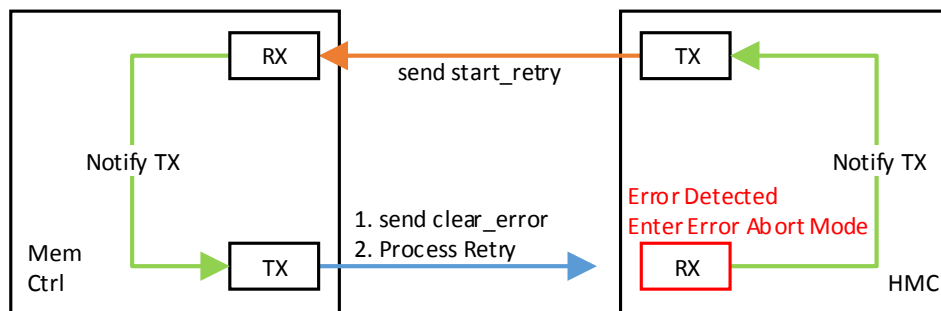 RX
TX
send start_retry
Notify TX
Notify TX
Error Detected
Enter Error Abort Mode
1. send clear_error
2. Process Retry
Mem
Ctrl
TX
RX
HMC